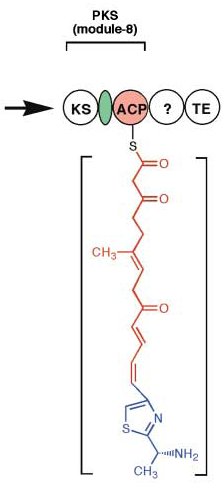 PKS
(module-8)
KS ACP ? TE
S
O
O
CH₃
O
N
S
NH₂
CH₃